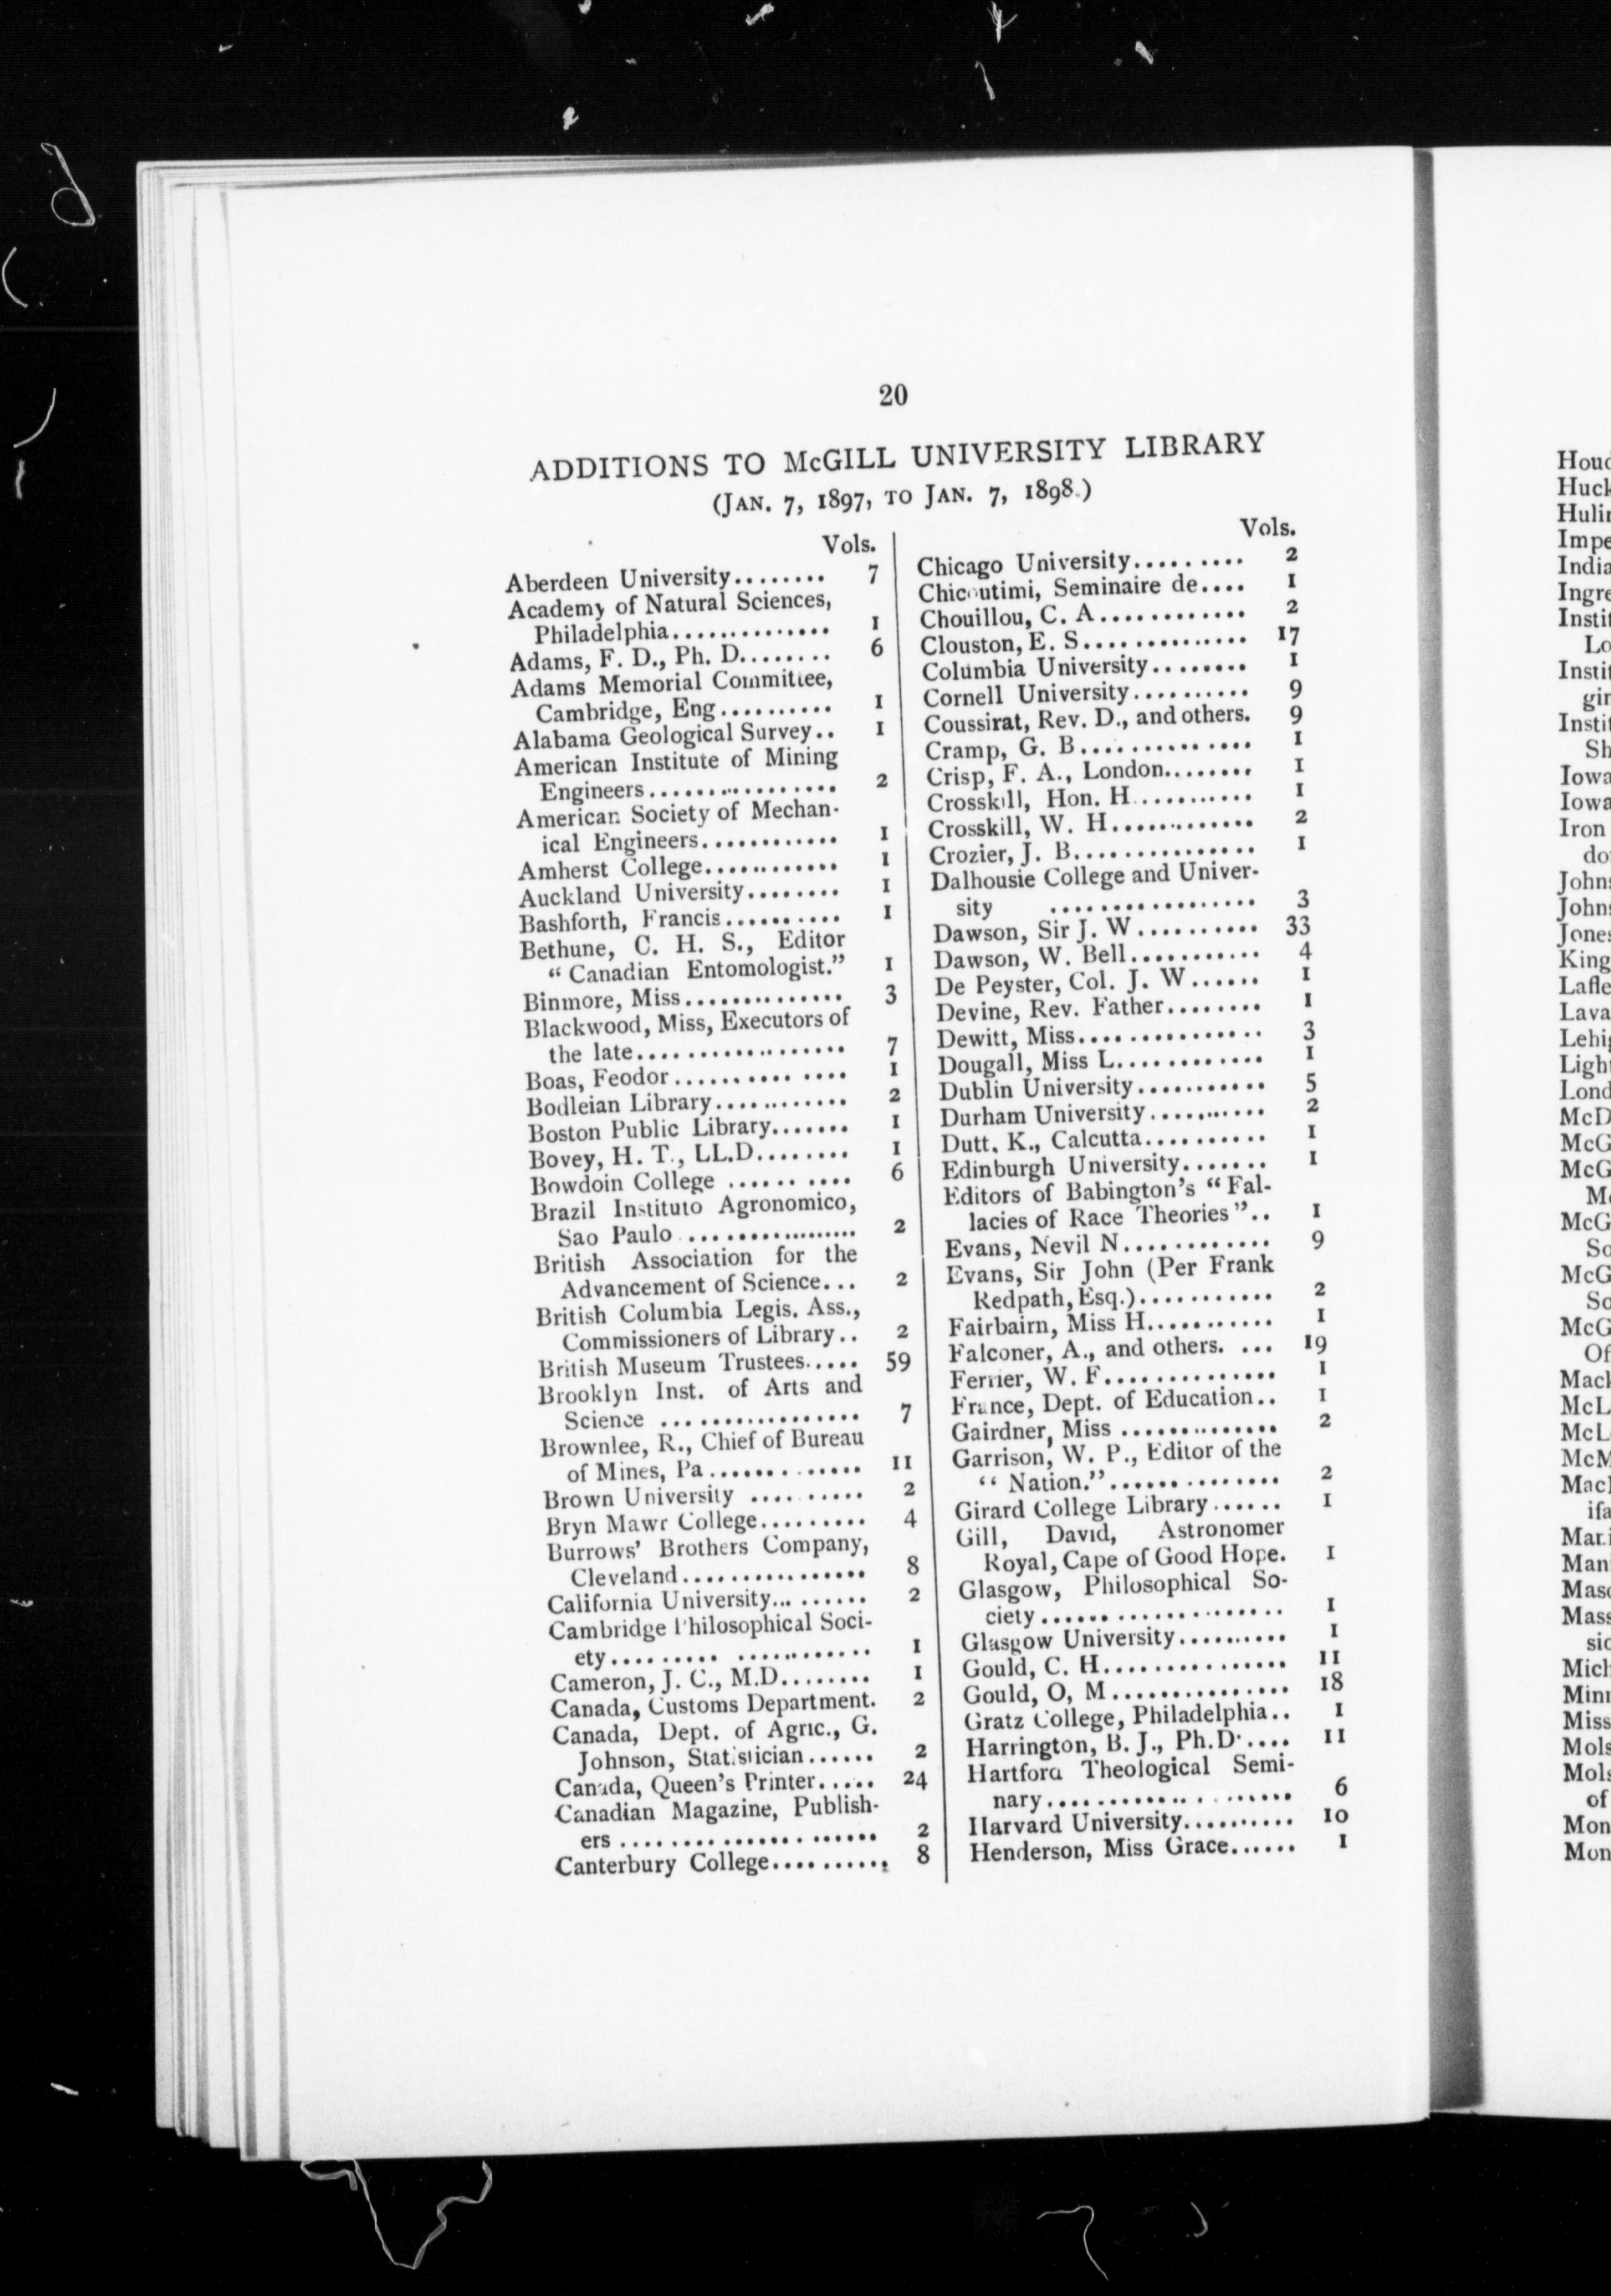 20
ADDITIONS TO McGILL UNIVERSITY LIBRARY
(JAN. 7, 1897, TO JAN. 7, 1898.)
Vols.
Aberdeen University........ 7
Academy of Natural Sciences,
Philadelphia.............. 1
Adams, F. D., Ph. D........ 6
Adams Memorial Committee,
Cambridge, Eng.......... 1
Alabama Geological Survey.. 1
American Institute of Mining
Engineers................. 2
American Society of Mechan-
ical Engineers............ 1
Amherst College............ 1
Auckland University........ 1
Bashforth, Francis.......... 1
Bethune, C. H. S., Editor
"Canadian Entomologist." 1
Binmore, Miss.............. 3
Blackwood, Miss, Executors of
the late.................. 7
Boas, Feodor.......... .... 1
Bodleian Library............ 2
Boston Public Library....... 1
Bovey, H. T., LL.D........ 1
Bowdoin College ...... .... 6
Brazil Instituto Agronomico,
Sao Paulo ................. 2
British Association for the
Advancement of Science... 2
British Columbia Legis. Ass.,
Commissioners of Library.. 2
British Museum Trustees..... 59
Brooklyn Inst. of Arts and
Science ................. 7
Brownlee, R., Chief of Bureau
of Mines, Pa............. 11
Brown University .......... 2
Bryn Mawr College......... 4
Burrows' Brothers Company,
Cleveland................ 8
California University... ...... 2
Cambridge Philosophical Soci-
ety......... ............ 1
Cameron, J. C., M.D........ 1
Canada, Customs Department. 2
Canada, Dept. of Agric., G.
Johnson, Statistician...... 2
Canada, Queen's Printer..... 24
Canadian Magazine, Publish-
ers ..................... 2
Canterbury College.......... 8
Vols.
Chicago University......... 2
Chicoutimi, Seminaire de.... 1
Chouillou, C. A............ 2
Clouston, E. S.............. 17
Columbia University........ 1
Cornell University.......... 9
Coussirat, Rev. D., and others. 9
Cramp, G. B.............. 1
Crisp, F. A., London........ 1
Crosskill, Hon. H........... 1
Crosskill, W. H............ 2
Crozier, J. B............... 1
Dalhousie College and Univer-
sity ................. 3
Dawson, Sir J. W.......... 33
Dawson, W. Bell........... 4
De Peyster, Col. J. W...... 1
Devine, Rev. Father........ 1
Dewitt, Miss............... 3
Dougall, Miss L............ 1
Dublin University........... 5
Durham University.......... 2
Dutt, K., Calcutta.......... 1
Edinburgh University....... 1
Editors of Babington's "Fal-
lacies of Race Theories".. 1
Evans, Nevil N............ 9
Evans, Sir John (Per Frank
Redpath, Esq.)........... 2
Fairbairn, Miss H........... 1
Falconer, A., and others. ... 19
Ferrier, W. F.............. 1
France, Dept. of Education.. 1
Gairdner, Miss ............. 2
Garrison, W. P., Editor of the
"Nation."............... 2
Girard College Library...... 1
Gill, David, Astronomer
Royal, Cape of Good Hope. 1
Glasgow, Philosophical So-
ciety.................... 1
Glasgow University.......... 1
Gould, C. H............... 11
Gould, O, M............... 18
Gratz College, Philadelphia.. 1
Harrington, B. J., Ph.D..... 11
Hartford Theological Semi-
nary.................... 6
Harvard University.......... 10
Henderson, Miss Grace...... 1
India
Iowa
Iowa
Iron
King